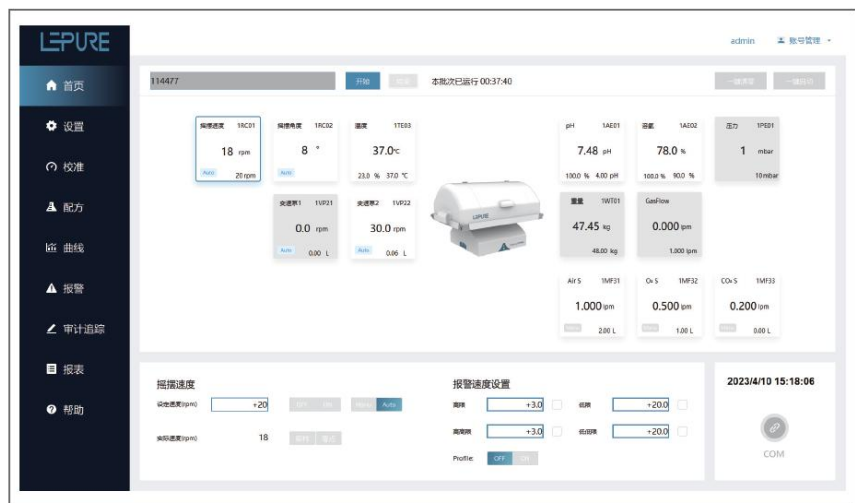 LEPURE
admin 账号管理
首页
设置
校准
配方
曲线
报警
审计追踪
报表
帮助
114477 开始 本批次已运行 00:37:40
摇摆速度 1RC01
18 rpm
Auto 20 rpm
摇摆角度 1RC02
8 °
Auto
温度 1TE03
37.0℃
23.0 % 37.0 ℃
变速泵1 1VP21
0.0 rpm
Auto 0.00 L
变速泵2 1VP22
30.0 rpm
Auto 0.06 L
LEPURE
pH 1AE01
7.48 pH
100.0 % 4.00 pH
溶氧 1AE02
78.0 %
100.0 % 90.0 %
压力 1PE01
1 mbar
10 mbar
重量 1WT01
47.45 kg
48.00 kg
GasFlow
0.000 lpm
1.000 lpm
Air S 1MF31
1.000 lpm
2.00 L
O₂ S 1MF32
0.500 lpm
1.00 L
CO₂ S 1MF33
0.200 lpm
0.00 L
摇摆速度
设定速度(rpm) +20 Auto
实际速度(rpm) 18
报警速度设置
高限 +3.0 低限 +20.0
高高限 +3.0 低低限 +20.0
Profile: OFF ON
2023/4/10 15:18:06
COM